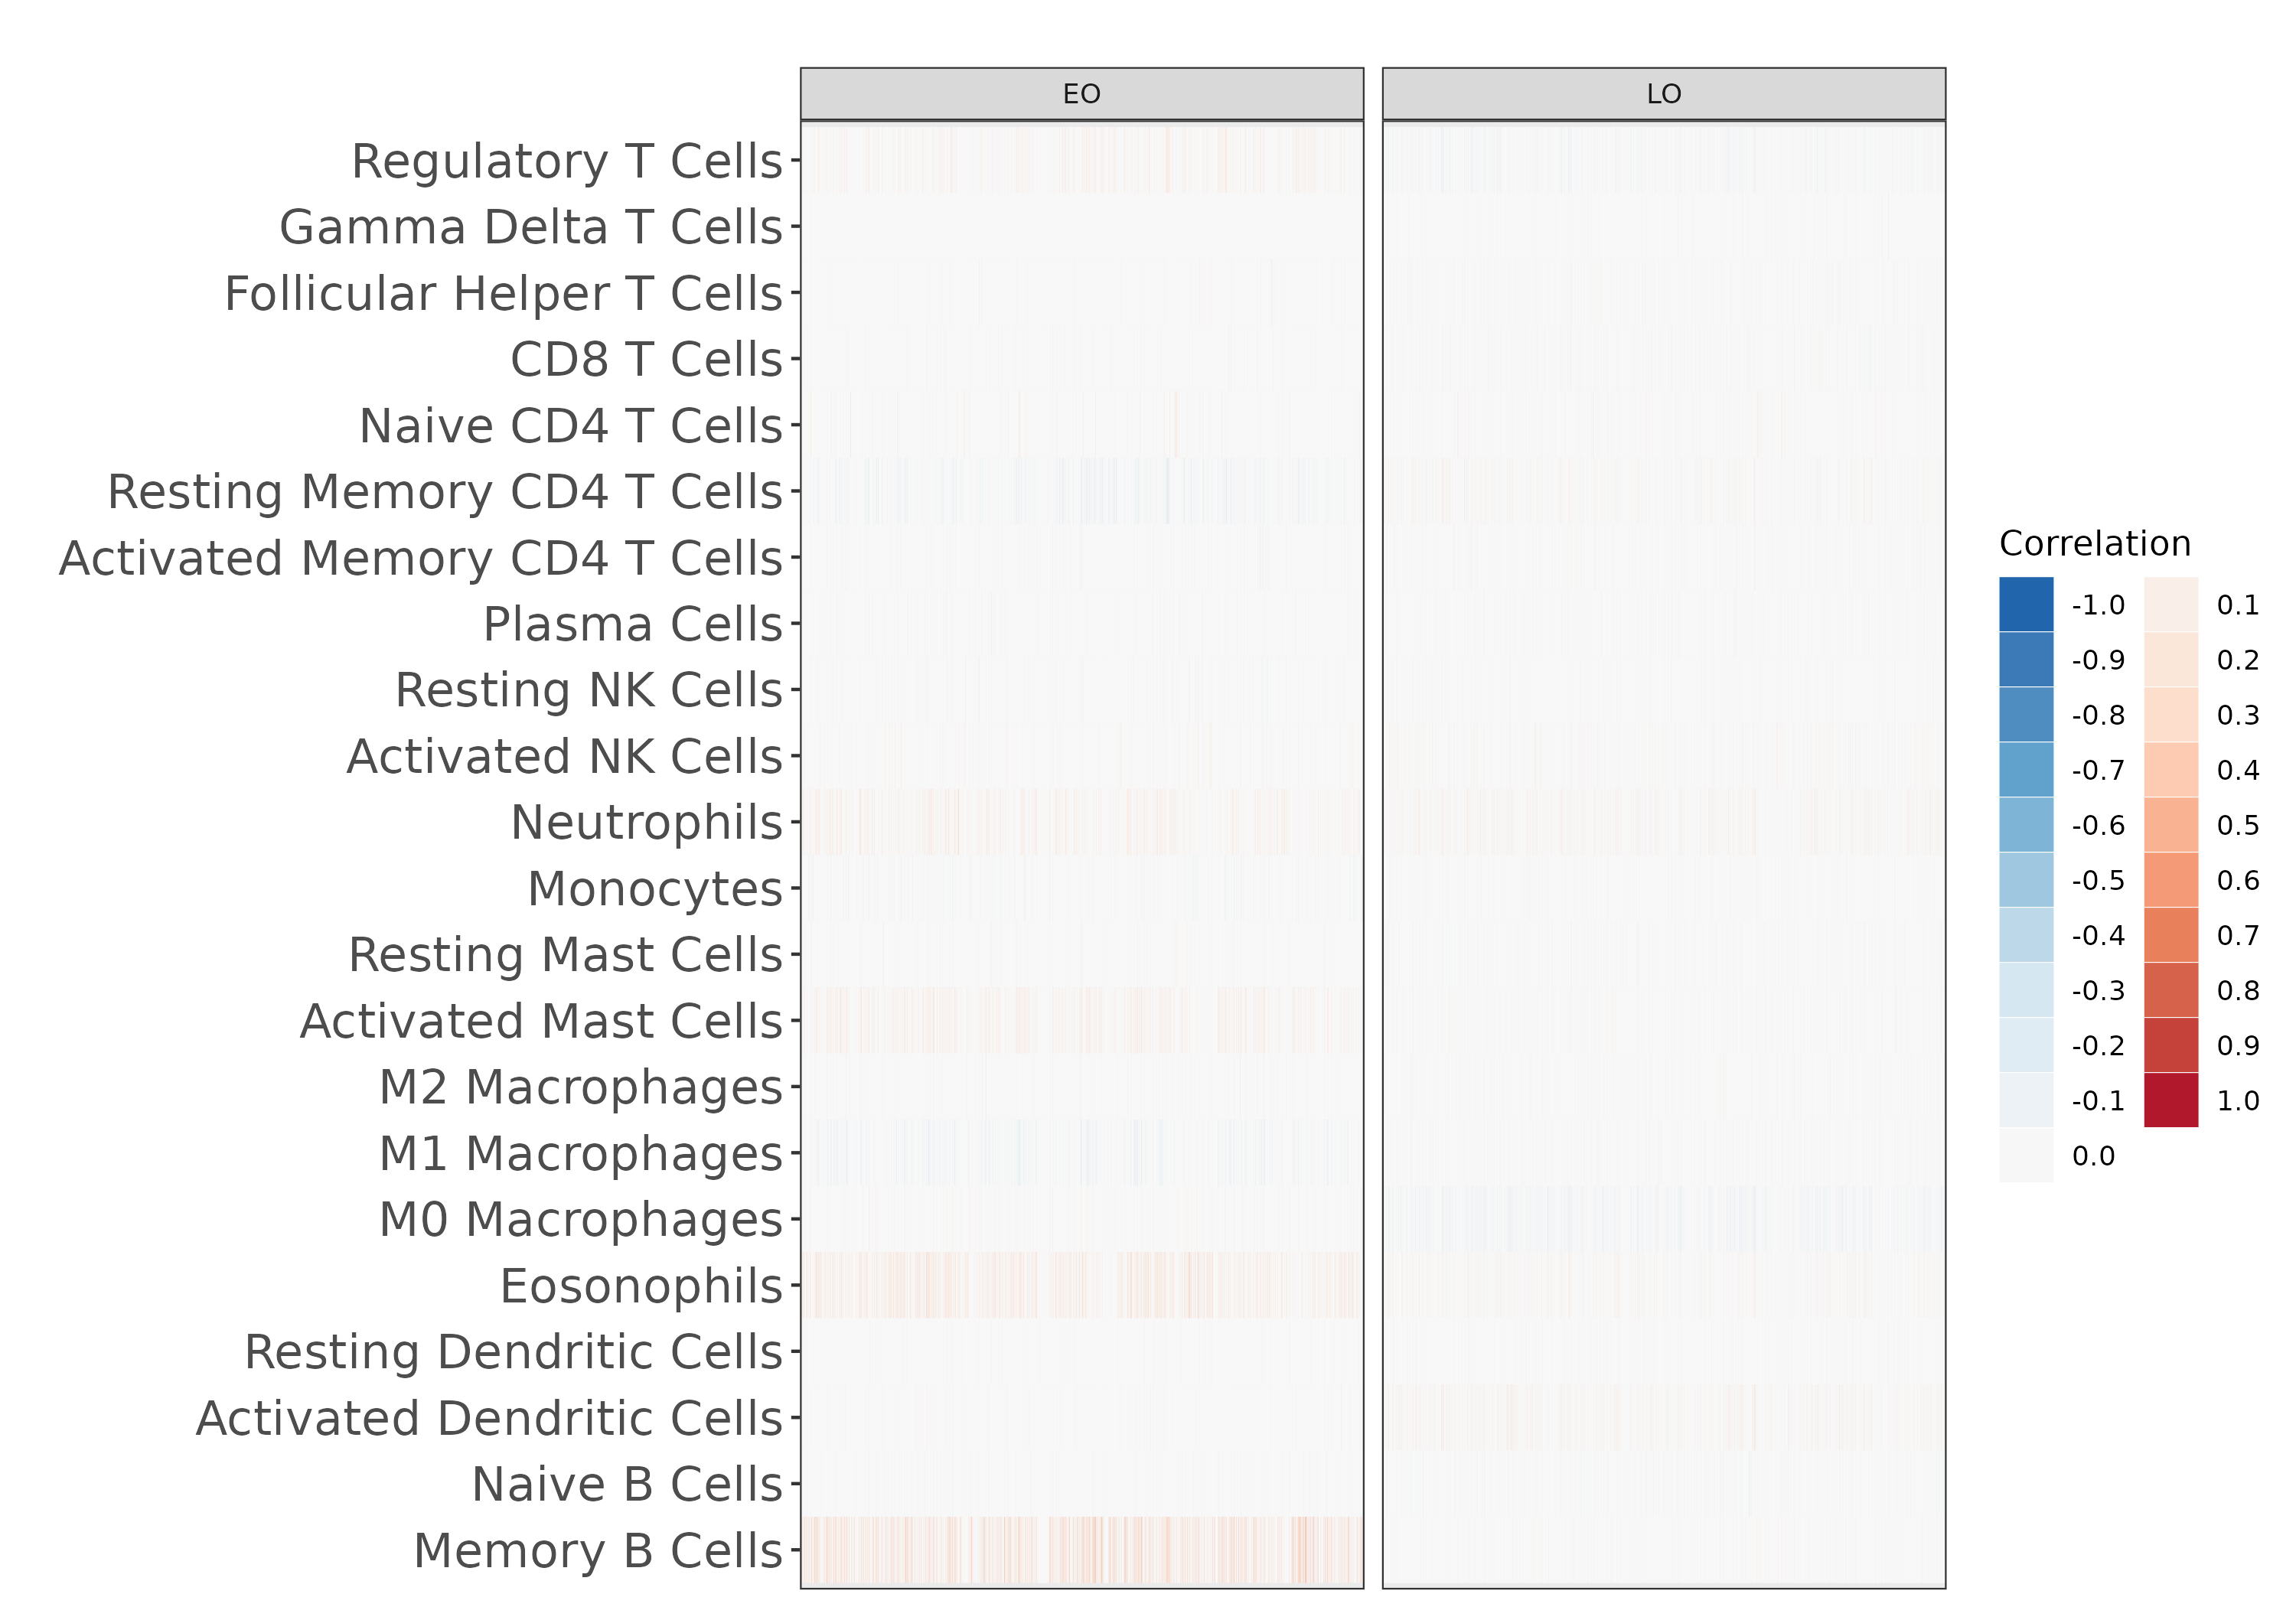 EO
LO
Regulatory T Cells
Gamma Delta T Cells
Follicular Helper T Cells
CD8 T Cells
Naive CD4 T Cells
Resting Memory CD4 T Cells
Activated Memory CD4 T Cells
Plasma Cells
Resting NK Cells
Activated NK Cells
Neutrophils
Monocytes
Resting Mast Cells
Activated Mast Cells
M2 Macrophages
M1 Macrophages
M0 Macrophages
Eosonophils
Resting Dendritic Cells
Activated Dendritic Cells
Naive B Cells
Memory B Cells
Correlation
-1.0
-0.9
-0.8
-0.7
-0.6
-0.5
-0.4
-0.3
-0.2
-0.1
0.0
0.1
0.2
0.3
0.4
0.5
0.6
0.7
0.8
0.9
1.0